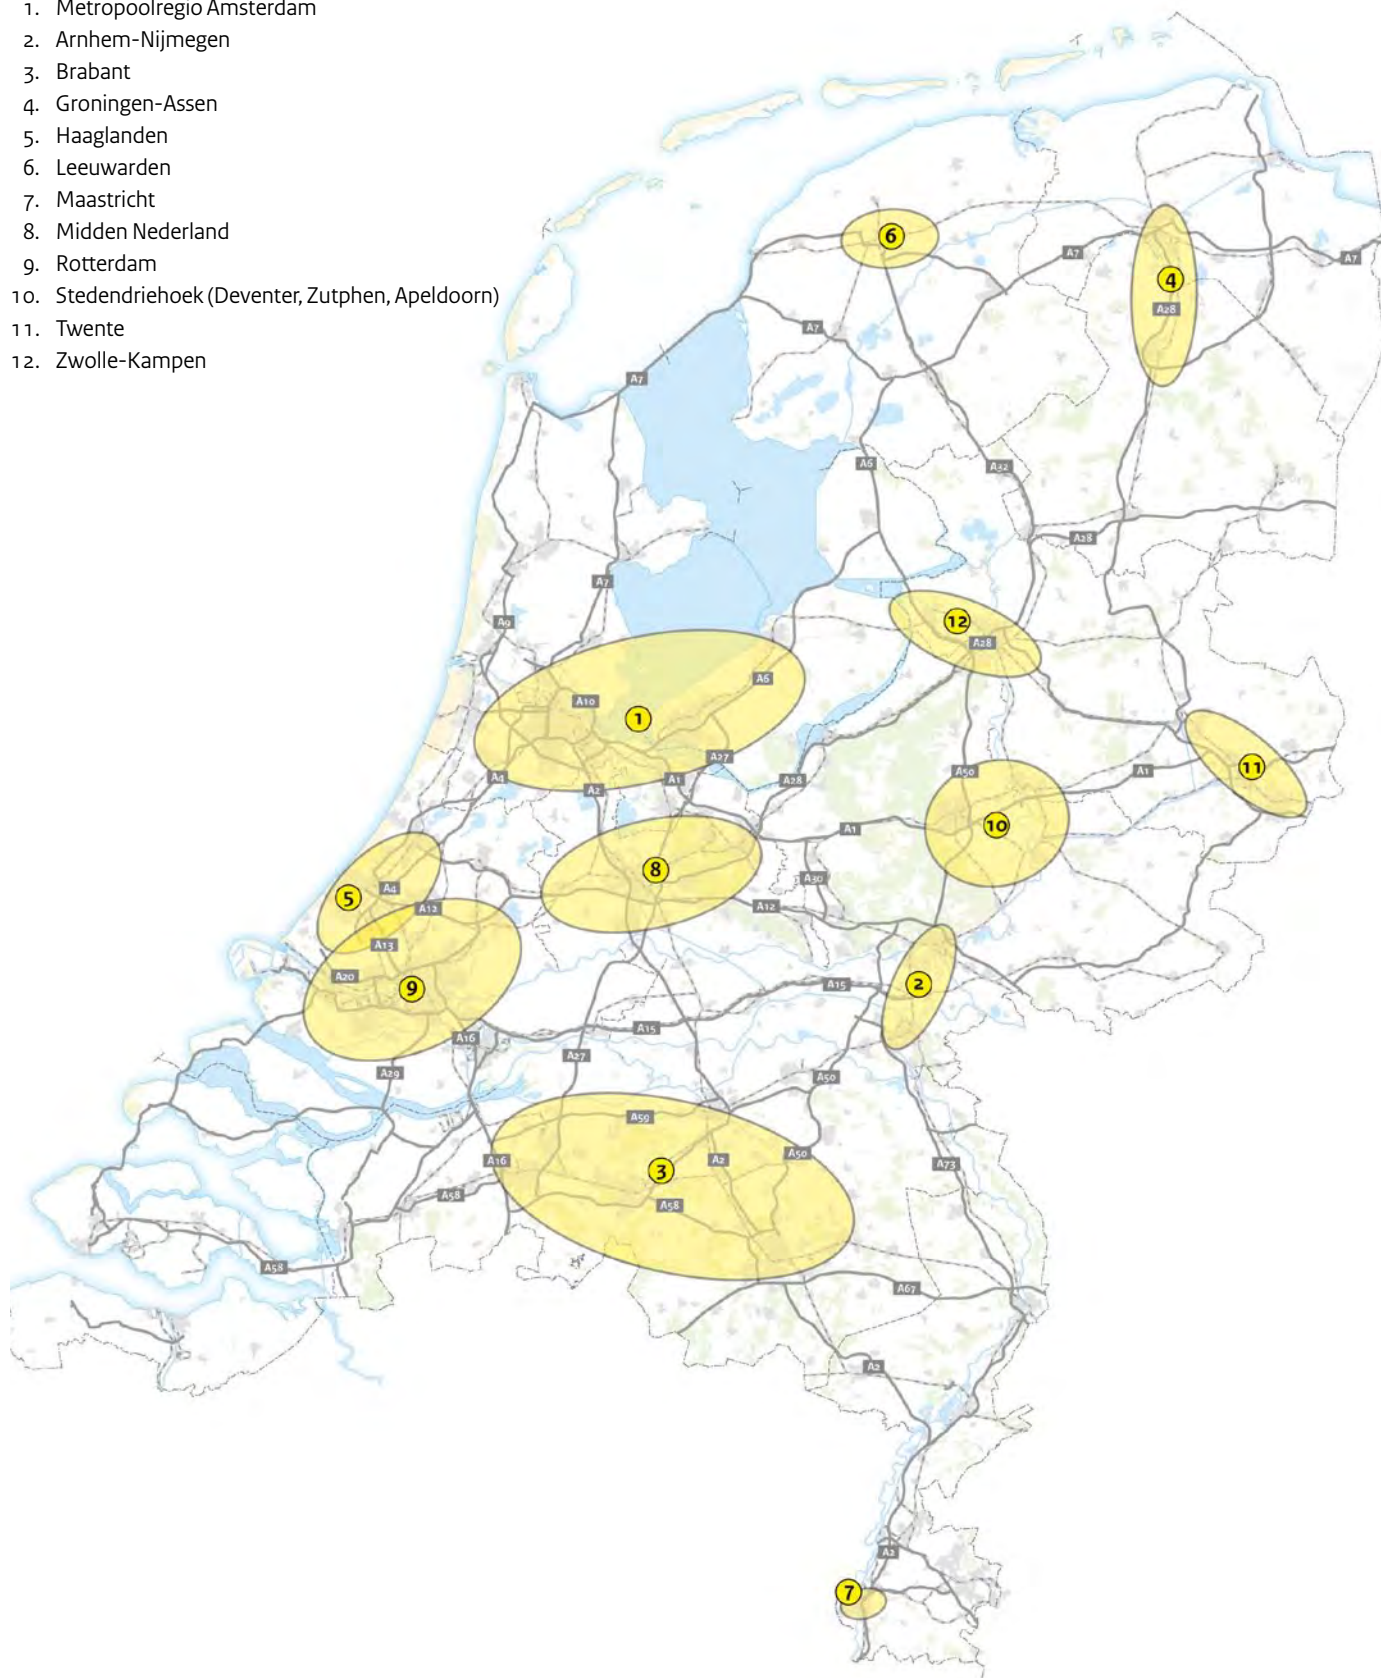 1. Metropoolregio Amsterdam
2. Arnhem-Nijmegen
3. Brabant
4. Groningen-Assen
5. Haaglanden
6. Leeuwarden
7. Maastricht
8. Midden Nederland
9. Rotterdam
10. Stedendriehoek (Deventer, Zutphen, Apeldoorn)
11. Twente
12. Zwolle-Kampen
6
A7
A7
4
A28
A7
A7
A6
A32
A28
A7
A9
12
A28
A6
A10
1
11
A27
A4
A1
A28
A50
A1
A2
10
A1
8
A30
A4
5
A12
A12
A13
A20
9
2
A15
A15
A16
A27
A29
A50
A59
A50
A16
A2
A73
3
A58
A58
A58
A67
A2
A2
7